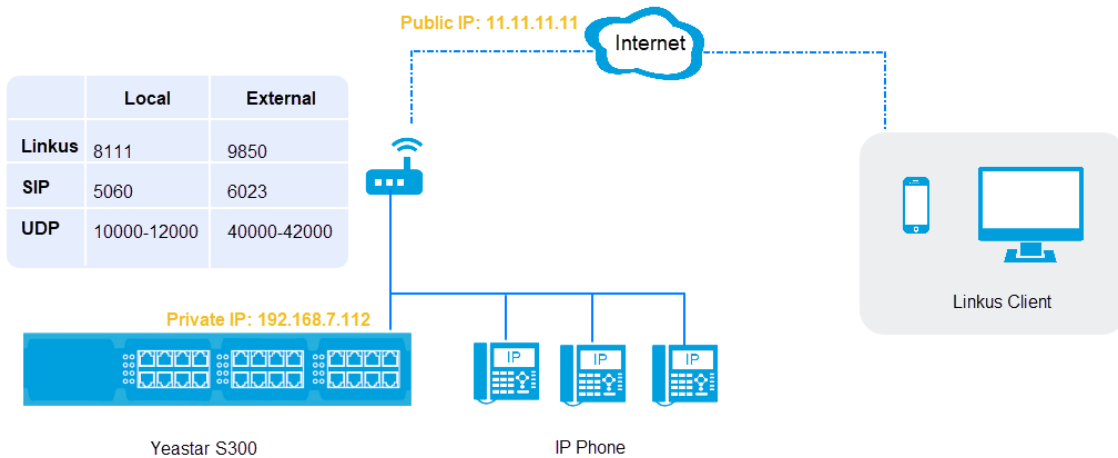 Public IP: 11.11.11.11
Internet
Local External
Linkus 8111 9850
SIP 5060 6023
UDP 10000-12000 40000-42000
Linkus Client
Private IP: 192.168.7.112
IP IP IP
Yeastar S300
IP Phone